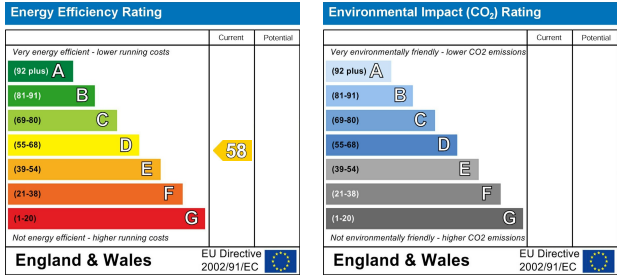 Energy Efficiency Rating
Current Potential
Very energy efficient - lower running costs
(92 plus) A
(81-91) B
(69-80) C
(55-68) D
58
(39-54) E
(21-38) F
(1-20) G
Not energy efficient - higher running costs
England & Wales
EU Directive
2002/91/EC
Environmental Impact (CO₂) Rating
Current Potential
Very environmentally friendly - lower CO2 emissions
(92 plus) A
(81-91) B
(69-80) C
(55-68) D
(39-54) E
(21-38) F
(1-20) G
Not environmentally friendly - higher CO2 emissions
England & Wales
EU Directive
2002/91/EC